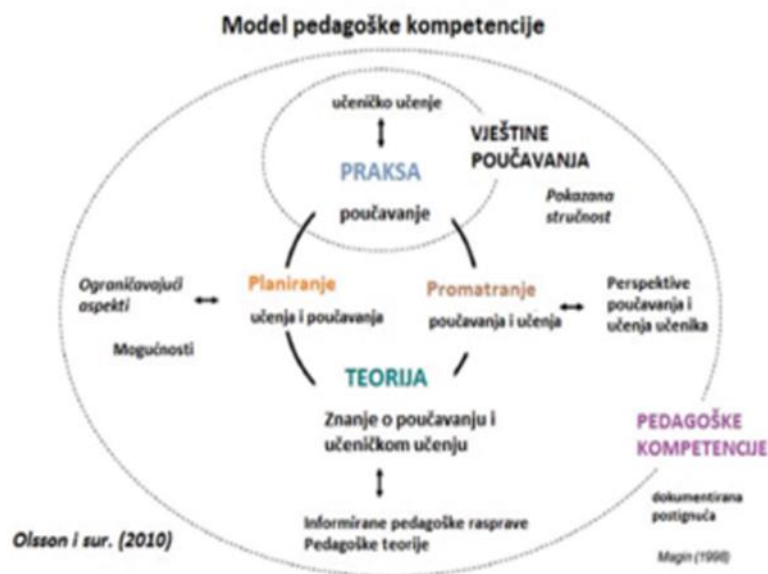 Model pedagoške kompetencije
učeničko učenje
PRAKSA
poučavanje
VJEŠTINE
POUČAVANJA
Pokazana
stručnost
Ograničavajući
aspekti
Mogućnosti
Planiranje
učenja i poučavanja
Promatranje
poučavanja i učenja
Perspektive
poučavanja i
učenja učenika
TEORIJA
Znanje o poučavanju i
učeničkom učenju
Informirane pedagoške rasprave
Pedagoške teorije
PEDAGOŠKE
KOMPETENCIJE
dokumentirana
postignuća
Olsson i sur. (2010)
Magin (1998)